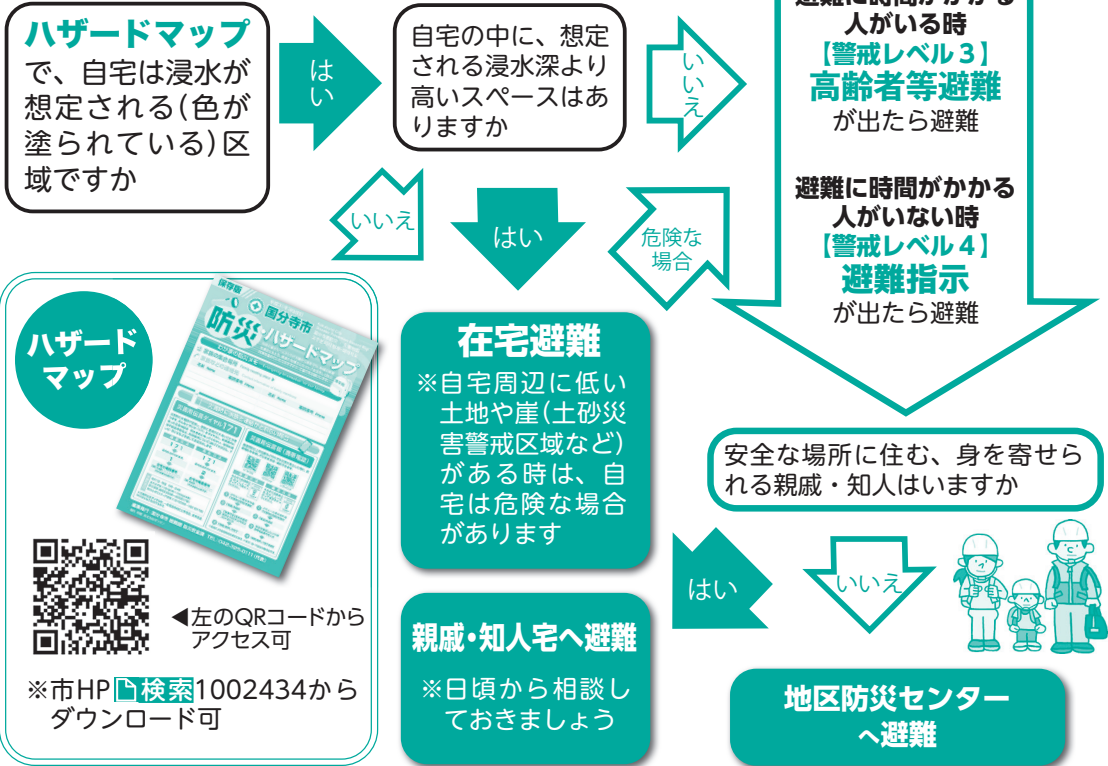 ハザードマップ
で、自宅は浸水が
想定される(色が
塗られている)区
域ですか
はい
自宅の中に、想定
される浸水深より
高いスペースはあ
りますか
いいえ
避難に時間がかかる
人がいる時
【警戒レベル3】
高齢者等避難
が出たら避難
避難に時間がかかる
人がいない時
【警戒レベル4】
避難指示
が出たら避難
いいえ
はい
危険な
場合
ハザード
マップ
保存版
国分寺市
防災・ハザードマップ
◀左のQRコードから
アクセス可
※市HP検索1002434から
ダウンロード可
在宅避難
※自宅周辺に低い
土地や崖(土砂災
害警戒区域など)
がある時は、自
宅は危険な場合
があります
安全な場所に住む、身を寄せら
れる親戚・知人はいますか
はい
いいえ
親戚・知人宅へ避難
※日頃から相談し
ておきましょう
地区防災センター
へ避難